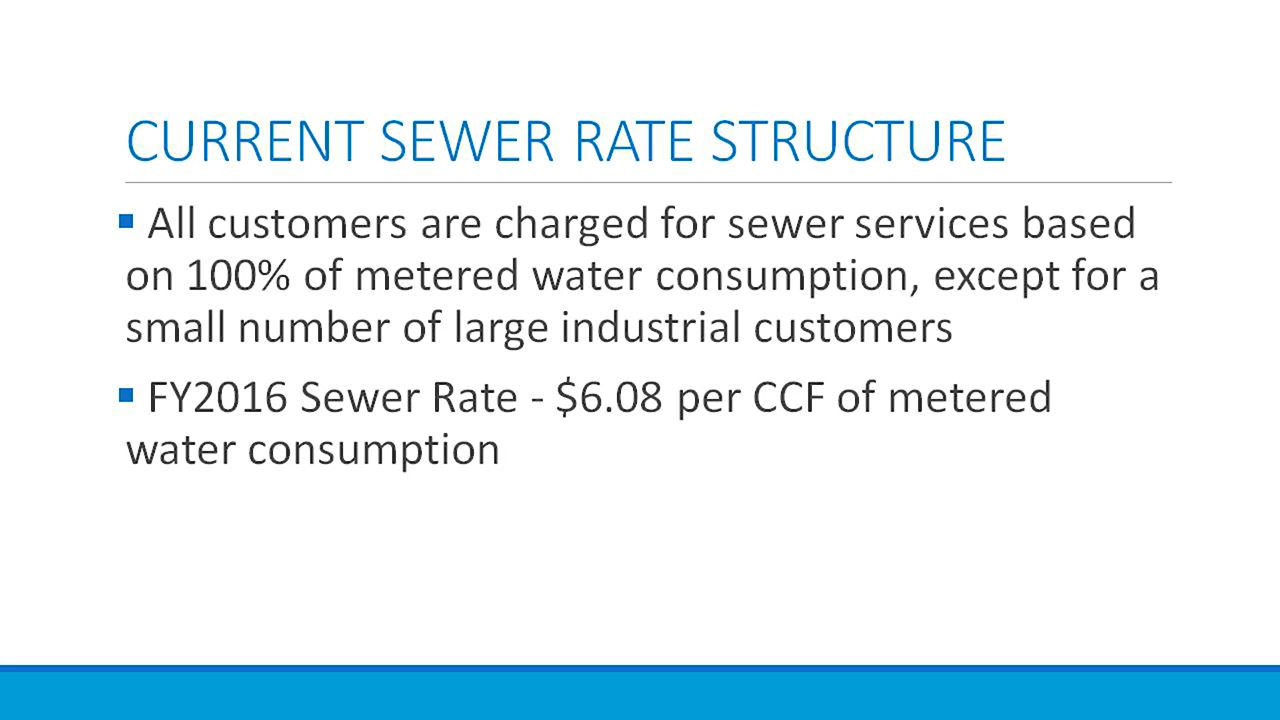 CURRENT SEWER RATE STRUCTURE
▪ All customers are charged for sewer services based
on 100% of metered water consumption, except for a
small number of large industrial customers
▪ FY2016 Sewer Rate - $6.08 per CCF of metered
water consumption